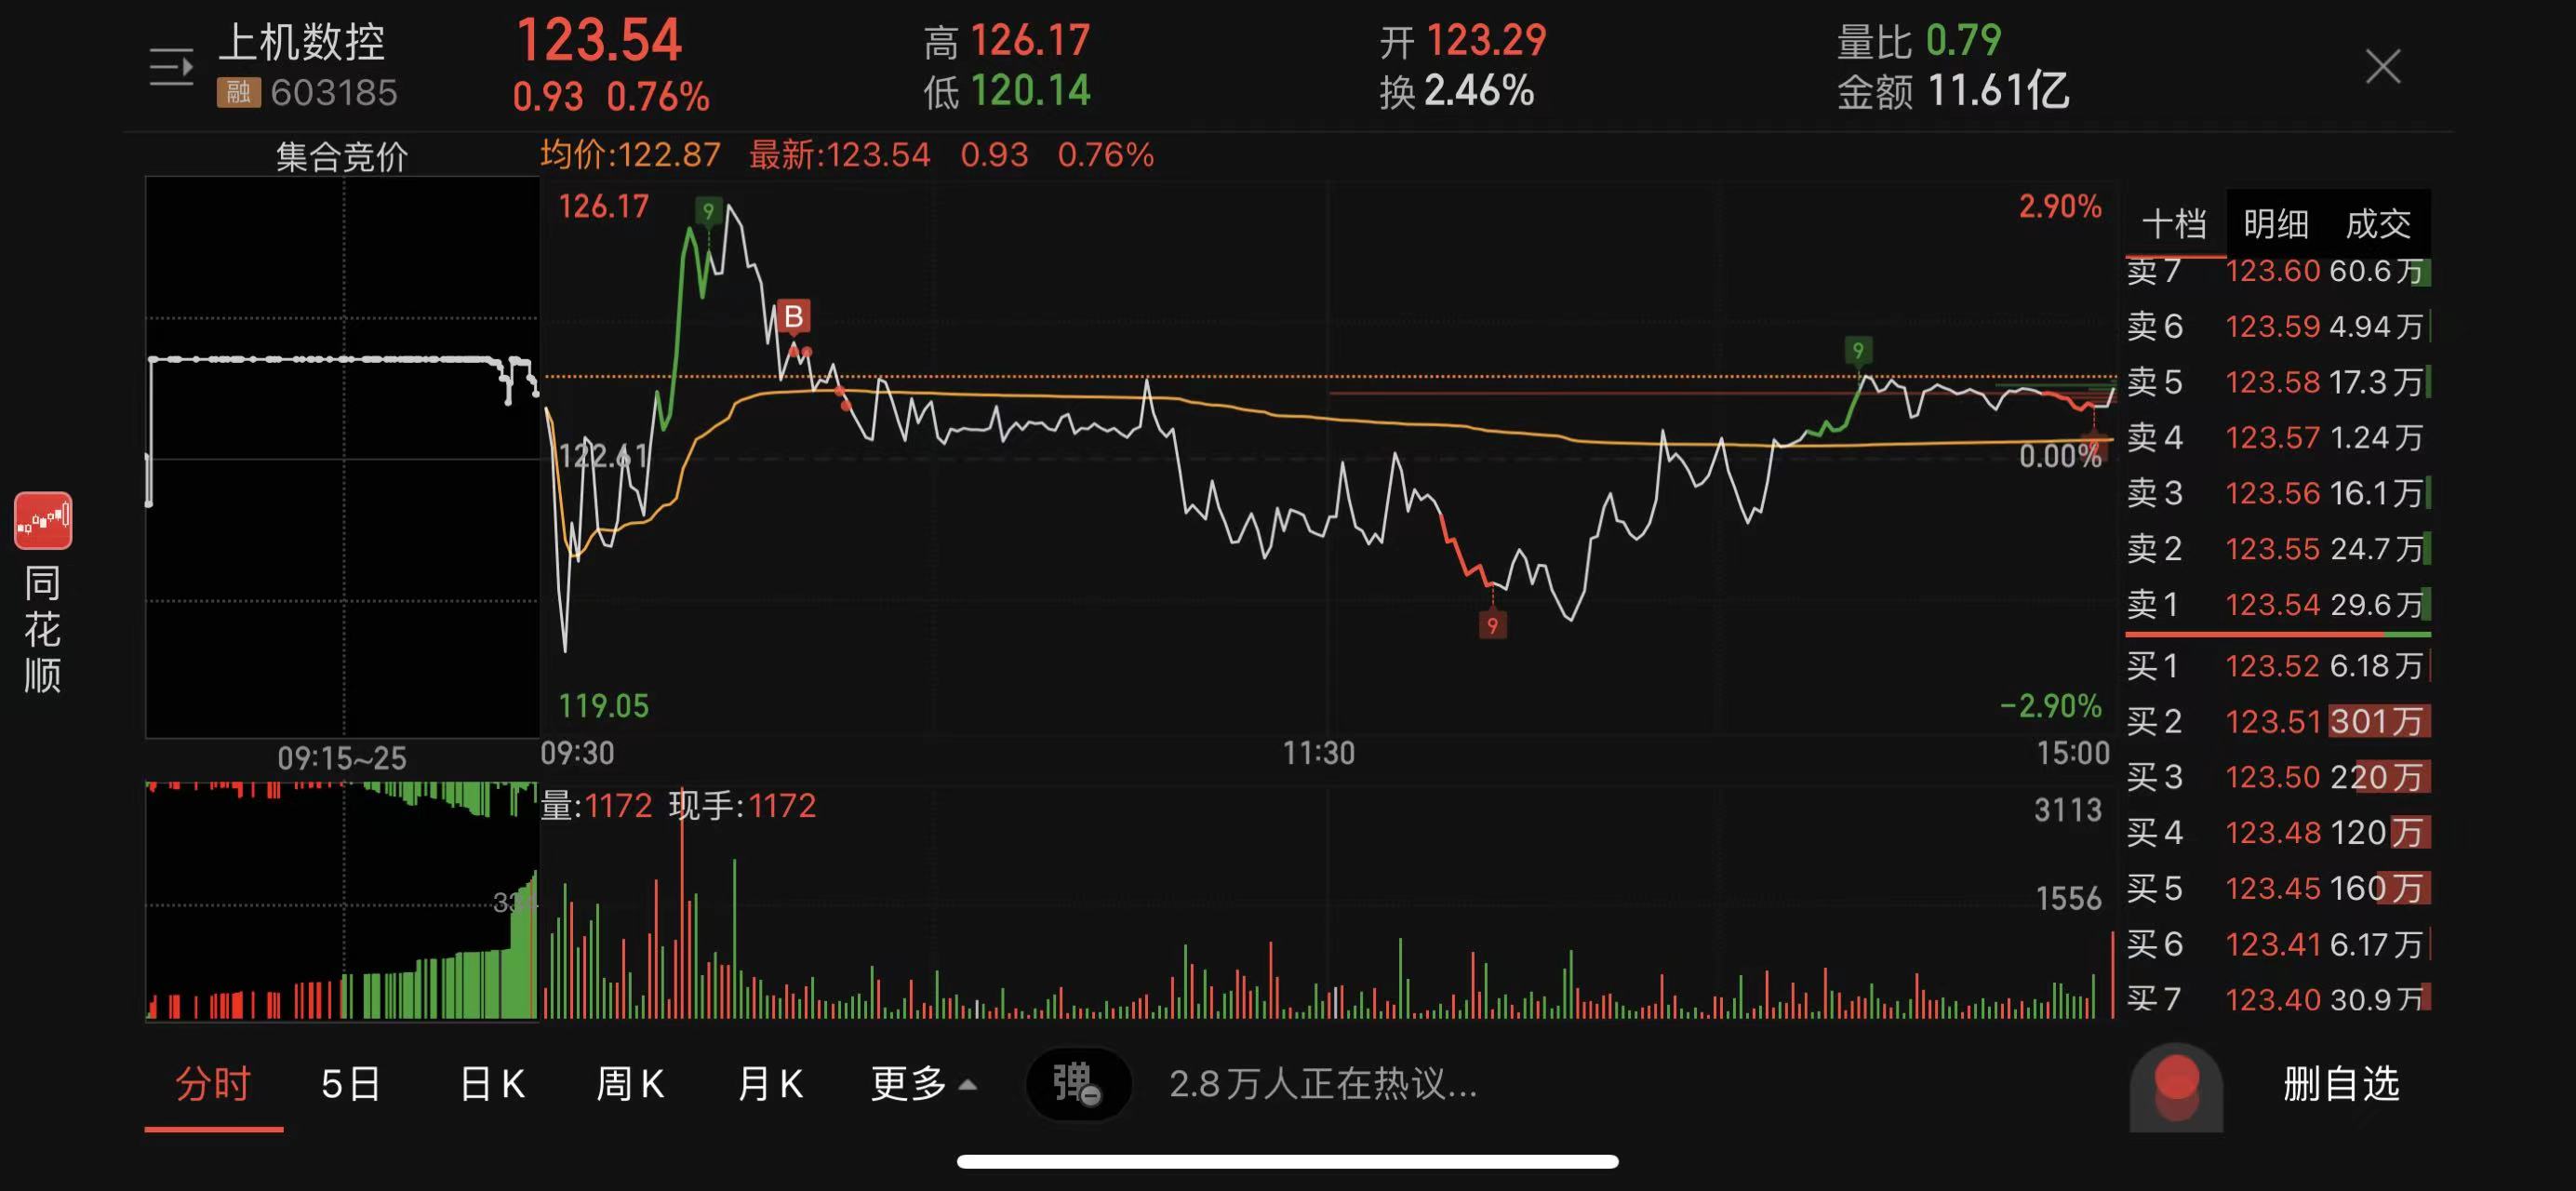 上机数控
融 603185
123.54
0.93 0.76%
高 126.17
低 120.14
开 123.29
换 2.46%
量比 0.79
金额 11.61亿
集合竞价
均价:122.87 最新:123.54 0.93 0.76%
126.17
2.90%
9
B
9
122.61
0.00%
9
119.05
-2.90%
09:15~25
09:30
11:30
15:00
量:1172 现手:1172
3113
1556
十档 明细 成交
卖7 123.60 60.6万
卖6 123.59 4.94万
卖5 123.58 17.3万
卖4 123.57 1.24万
卖3 123.56 16.1万
卖2 123.55 24.7万
卖1 123.54 29.6万
买1 123.52 6.18万
买2 123.51 301万
买3 123.50 220万
买4 123.48 120万
买5 123.45 160万
买6 123.41 6.17万
买7 123.40 30.9万
同花顺
分时 5日 日K 周K 月K 更多 弹 2.8万人正在热议... 删自选